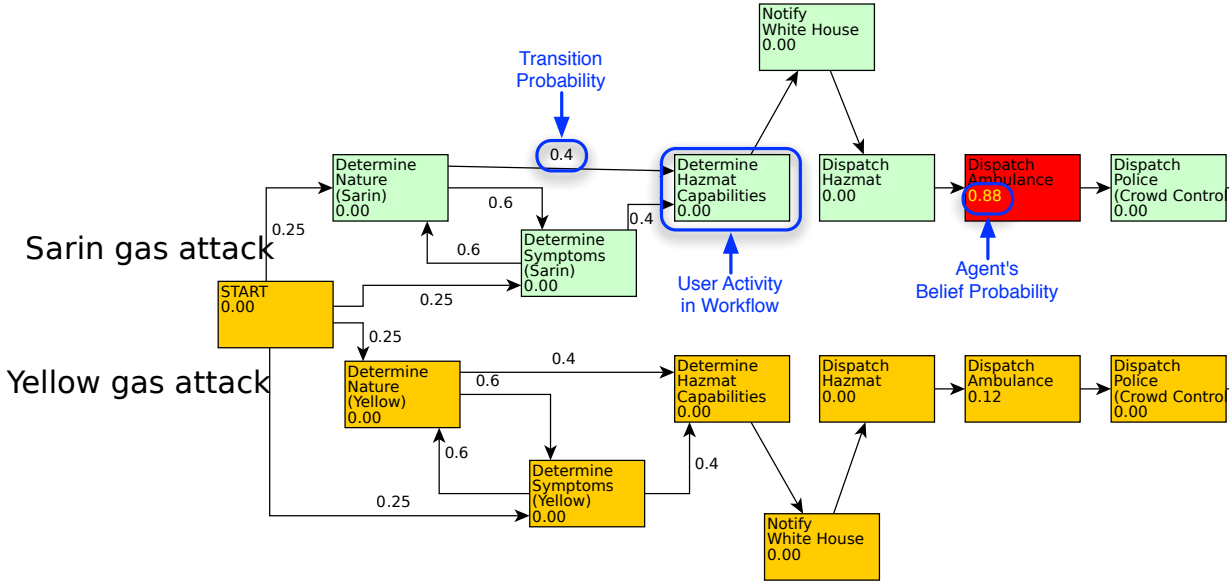 Notify
White House
0.00
Transition
Probability
0.4
Determine
Nature
(Sarin)
0.00
Determine
Hazmat
Capabilities
0.00
Dispatch
Hazmat
0.00
Dispatch
Ambulance
0.88
Dispatch
Police
(Crowd Control
0.00
0.6
0.4
0.25
Sarin gas attack
0.6
Determine
Symptoms
(Sarin)
0.00
User Activity
in Workflow
Agent's
Belief Probability
START
0.00
0.25
0.25
Yellow gas attack
Determine
Nature
(Yellow)
0.00
0.4
0.6
Determine
Hazmat
Capabilities
0.00
Dispatch
Hazmat
0.00
Dispatch
Ambulance
0.12
Dispatch
Police
(Crowd Control
0.00
0.6
0.4
0.25
Determine
Symptoms
(Yellow)
0.00
Notify
White House
0.00